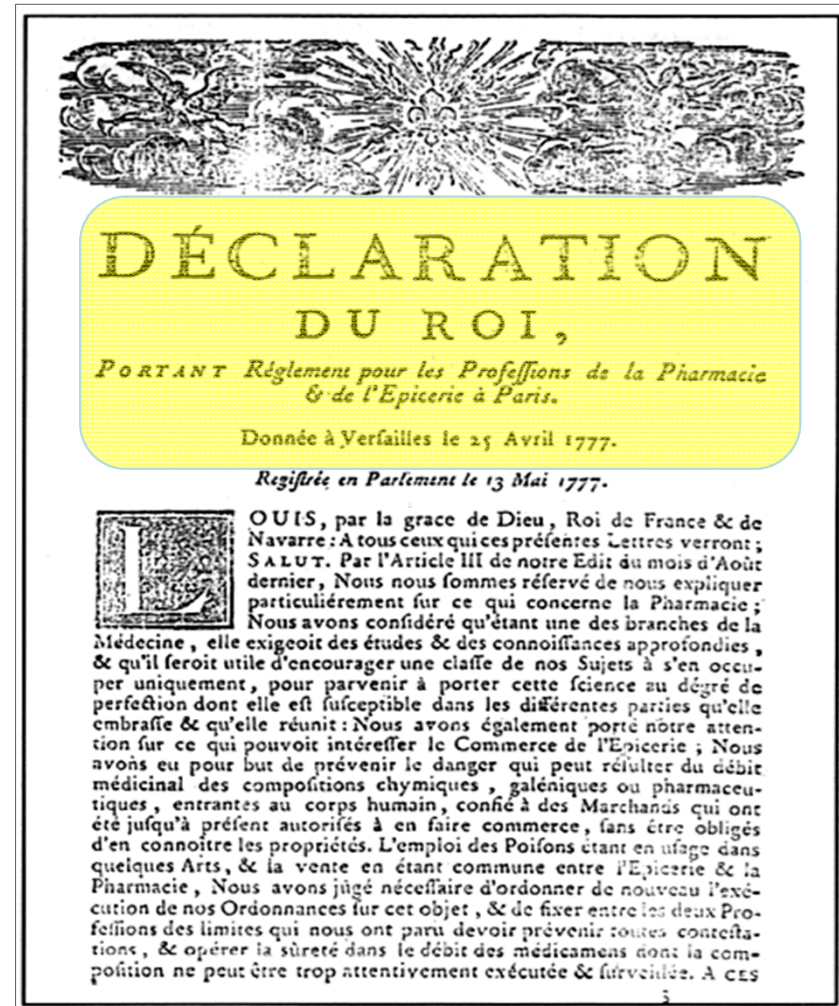 DÉCLARATION
DU ROI,
PORTANT Réglement pour les Profeſſions de la Pharmacie
& de l'Epicerie à Paris.
Donnée à Verſailles le 25 Avril 1777.
Regiſtrée en Parlement le 13 Mai 1777.
LOUIS, par la grace de Dieu, Roi de France & de
Navarre : A tous ceux qui ces préſentes Lettres verront ;
SALUT. Par l'Article III de notre Edit du mois d'Août
dernier, Nous nous ſommes réſervé de nous expliquer
particuliérement ſur ce qui concerne la Pharmacie ;
Nous avons conſidéré qu'étant une des branches de la
Médecine, elle exigeoit des études & des connoiſſances approfondies,
& qu'il ſeroit utile d'encourager une claſſe de nos Sujets à s'en occu-
per uniquement, pour parvenir à porter cette ſcience au dégré de
perfection dont elle eſt ſuſceptible dans les différentes parties qu'elle
embraſſe & qu'elle réunit : Nous avons également porté notre atten-
tion ſur ce qui pouvoit intéreſſer le Commerce de l'Epicerie ; Nous
avons eu pour but de prévenir le danger qui peut réſulter du débit
médicinal des compoſitions chymiques, galéniques ou pharmaceu-
tiques, entrantes au corps humain, confié à des Marchands qui ont
été juſqu'à préſent autoriſés à en faire commerce, ſans être obligés
d'en connoître les propriétés. L'emploi des Poiſons étant en uſage dans
quelques Arts, & la vente en étant commune entre l'Epicerie & la
Pharmacie, Nous avons jugé néceſſaire d'ordonner de nouveau l'exé-
cution de nos Ordonnances ſur cet objet, & de fixer entre les deux Pro-
feſſions des limites qui nous ont paru devoir prévenir toutes conteſta-
tions, & opérer la sûreté dans le débit des médicamens dont la com-
poſition ne peut être trop attentivement exécutée & ſurveillée. A CES